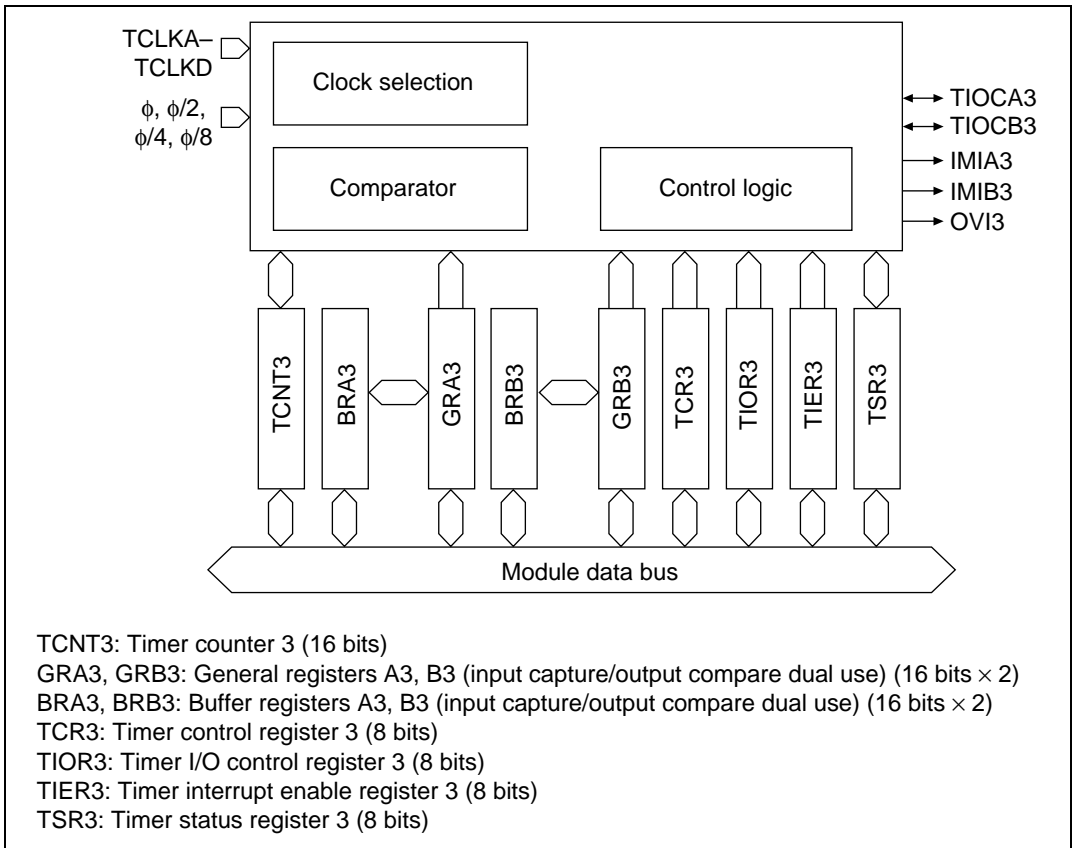 TCLKA–
TCLKD
ϕ, ϕ/2,
ϕ/4, ϕ/8
Clock selection
Comparator
Control logic
TIOCA3
TIOCB3
IMIA3
IMIB3
OVI3
TCNT3
BRA3
GRA3
BRB3
GRB3
TCR3
TIOR3
TIER3
TSR3
Module data bus
TCNT3: Timer counter 3 (16 bits)
GRA3, GRB3: General registers A3, B3 (input capture/output compare dual use) (16 bits × 2)
BRA3, BRB3: Buffer registers A3, B3 (input capture/output compare dual use) (16 bits × 2)
TCR3: Timer control register 3 (8 bits)
TIOR3: Timer I/O control register 3 (8 bits)
TIER3: Timer interrupt enable register 3 (8 bits)
TSR3: Timer status register 3 (8 bits)